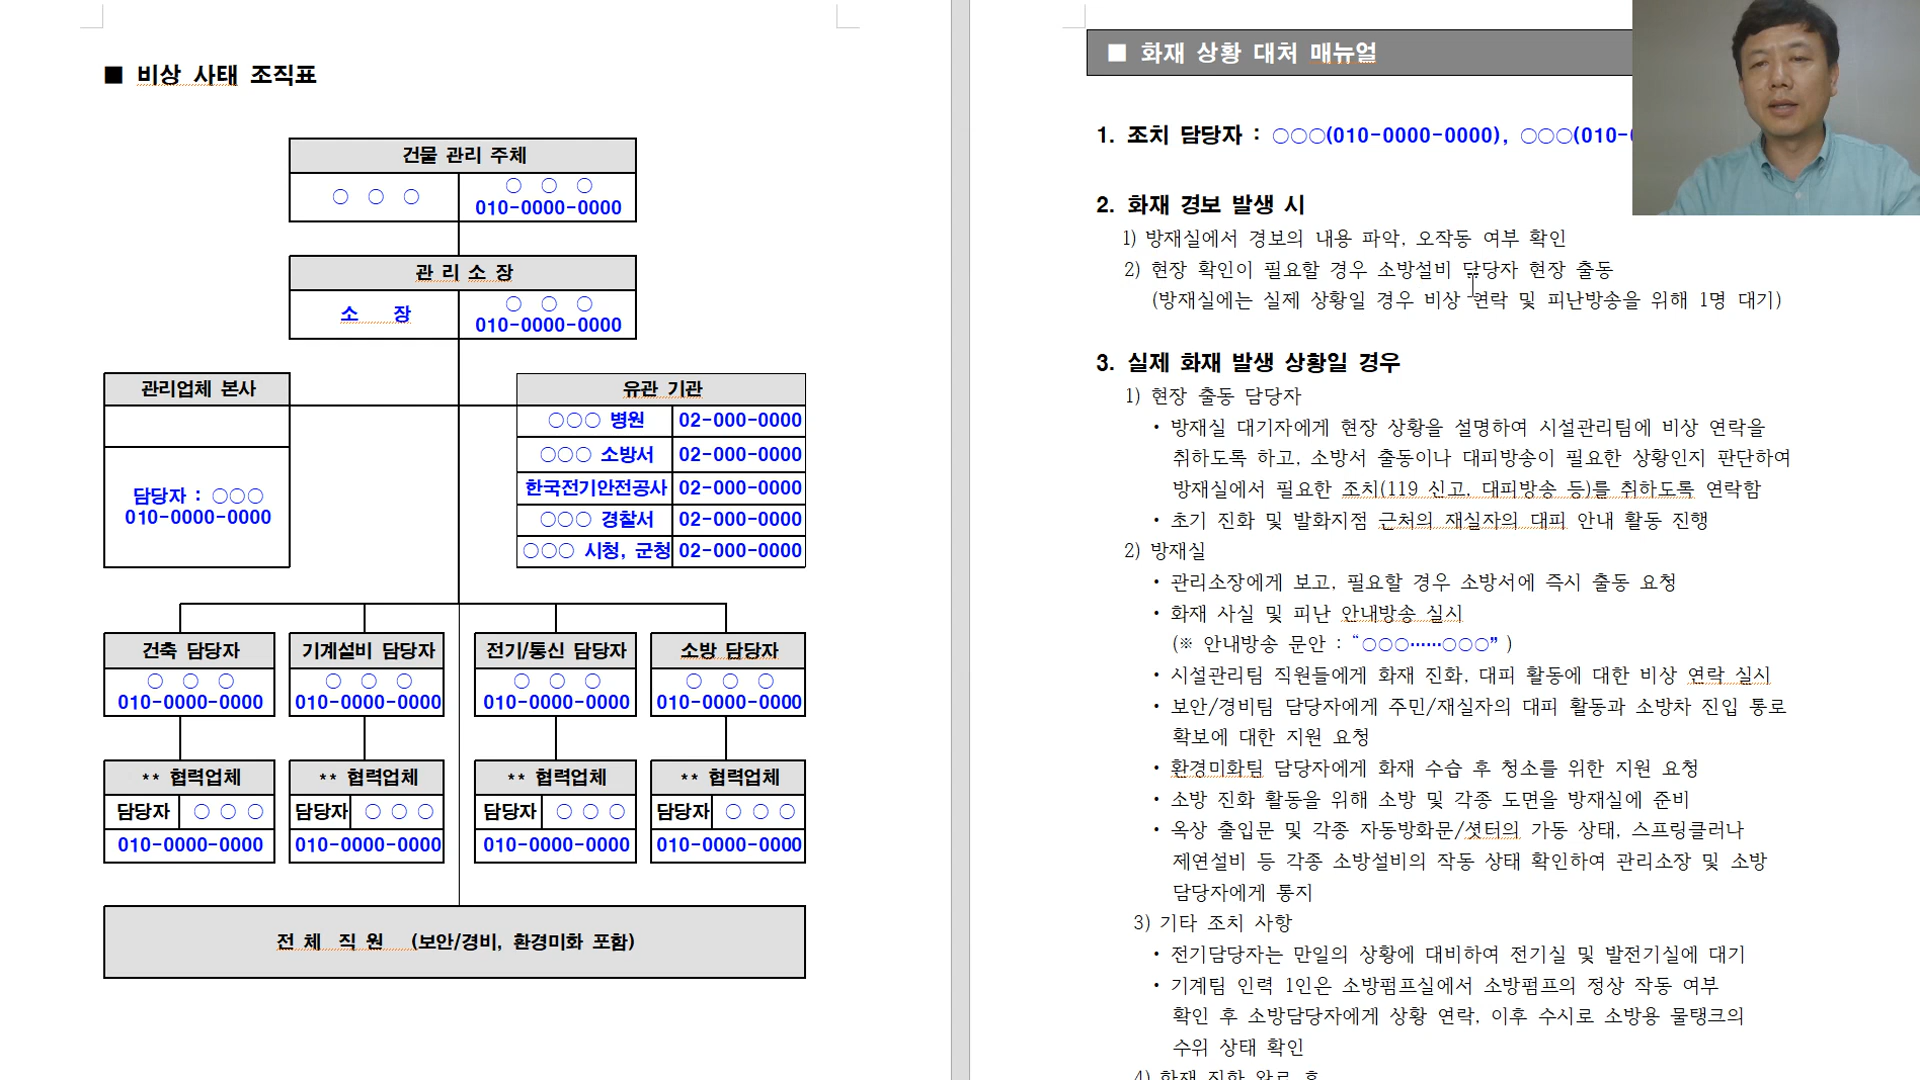 ■ 비상 사태 조직표
건물 관리 주체
○ ○ ○
○ ○ ○
010-0000-0000
관 리 소 장
소 장
○ ○ ○
010-0000-0000
관리업체 본사
담당자 : ○○○
010-0000-0000
유관 기관
○○○ 병원 02-000-0000
○○○ 소방서 02-000-0000
한국전기안전공사 02-000-0000
○○○ 경찰서 02-000-0000
○○○ 시청, 군청 02-000-0000
건축 담당자
○ ○ ○
010-0000-0000
기계설비 담당자
○ ○ ○
010-0000-0000
전기/통신 담당자
○ ○ ○
010-0000-0000
소방 담당자
○ ○ ○
010-0000-0000
** 협력업체
담당자 ○ ○ ○
010-0000-0000
** 협력업체
담당자 ○ ○ ○
010-0000-0000
** 협력업체
담당자 ○ ○ ○
010-0000-0000
** 협력업체
담당자 ○ ○ ○
010-0000-0000
전 체 직 원 (보안/경비, 환경미화 포함)
■ 화재 상황 대처 매뉴얼
1. 조치 담당자 : ○○○(010-0000-0000), ○○○(010-
2. 화재 경보 발생 시
1) 방재실에서 경보의 내용 파악, 오작동 여부 확인
2) 현장 확인이 필요할 경우 소방설비 담당자 현장 출동
(방재실에는 실제 상황일 경우 비상 연락 및 피난방송을 위해 1명 대기)
3. 실제 화재 발생 상황일 경우
1) 현장 출동 담당자
• 방재실 대기자에게 현장 상황을 설명하여 시설관리팀에 비상 연락을
취하도록 하고, 소방서 출동이나 대피방송이 필요한 상황인지 판단하여
방재실에서 필요한 조치(119 신고, 대피방송 등)를 취하도록 연락함
• 초기 진화 및 발화지점 근처의 재실자의 대피 안내 활동 진행
2) 방재실
• 관리소장에게 보고, 필요할 경우 소방서에 즉시 출동 요청
• 화재 사실 및 피난 안내방송 실시
(※ 안내방송 문안 : “○○○……○○○” )
• 시설관리팀 직원들에게 화재 진화, 대피 활동에 대한 비상 연락 실시
• 보안/경비팀 담당자에게 주민/재실자의 대피 활동과 소방차 진입 통로
확보에 대한 지원 요청
• 환경미화팀 담당자에게 화재 수습 후 청소를 위한 지원 요청
• 소방 진화 활동을 위해 소방 및 각종 도면을 방재실에 준비
• 옥상 출입문 및 각종 자동방화문/셧터의 가동 상태, 스프링클러나
제연설비 등 각종 소방설비의 작동 상태 확인하여 관리소장 및 소방
담당자에게 통지
3) 기타 조치 사항
• 전기담당자는 만일의 상황에 대비하여 전기실 및 발전기실에 대기
• 기계팀 인력 1인은 소방펌프실에서 소방펌프의 정상 작동 여부
확인 후 소방담당자에게 상황 연락, 이후 수시로 소방용 물탱크의
수위 상태 확인
4) 화재 진화 완료 후